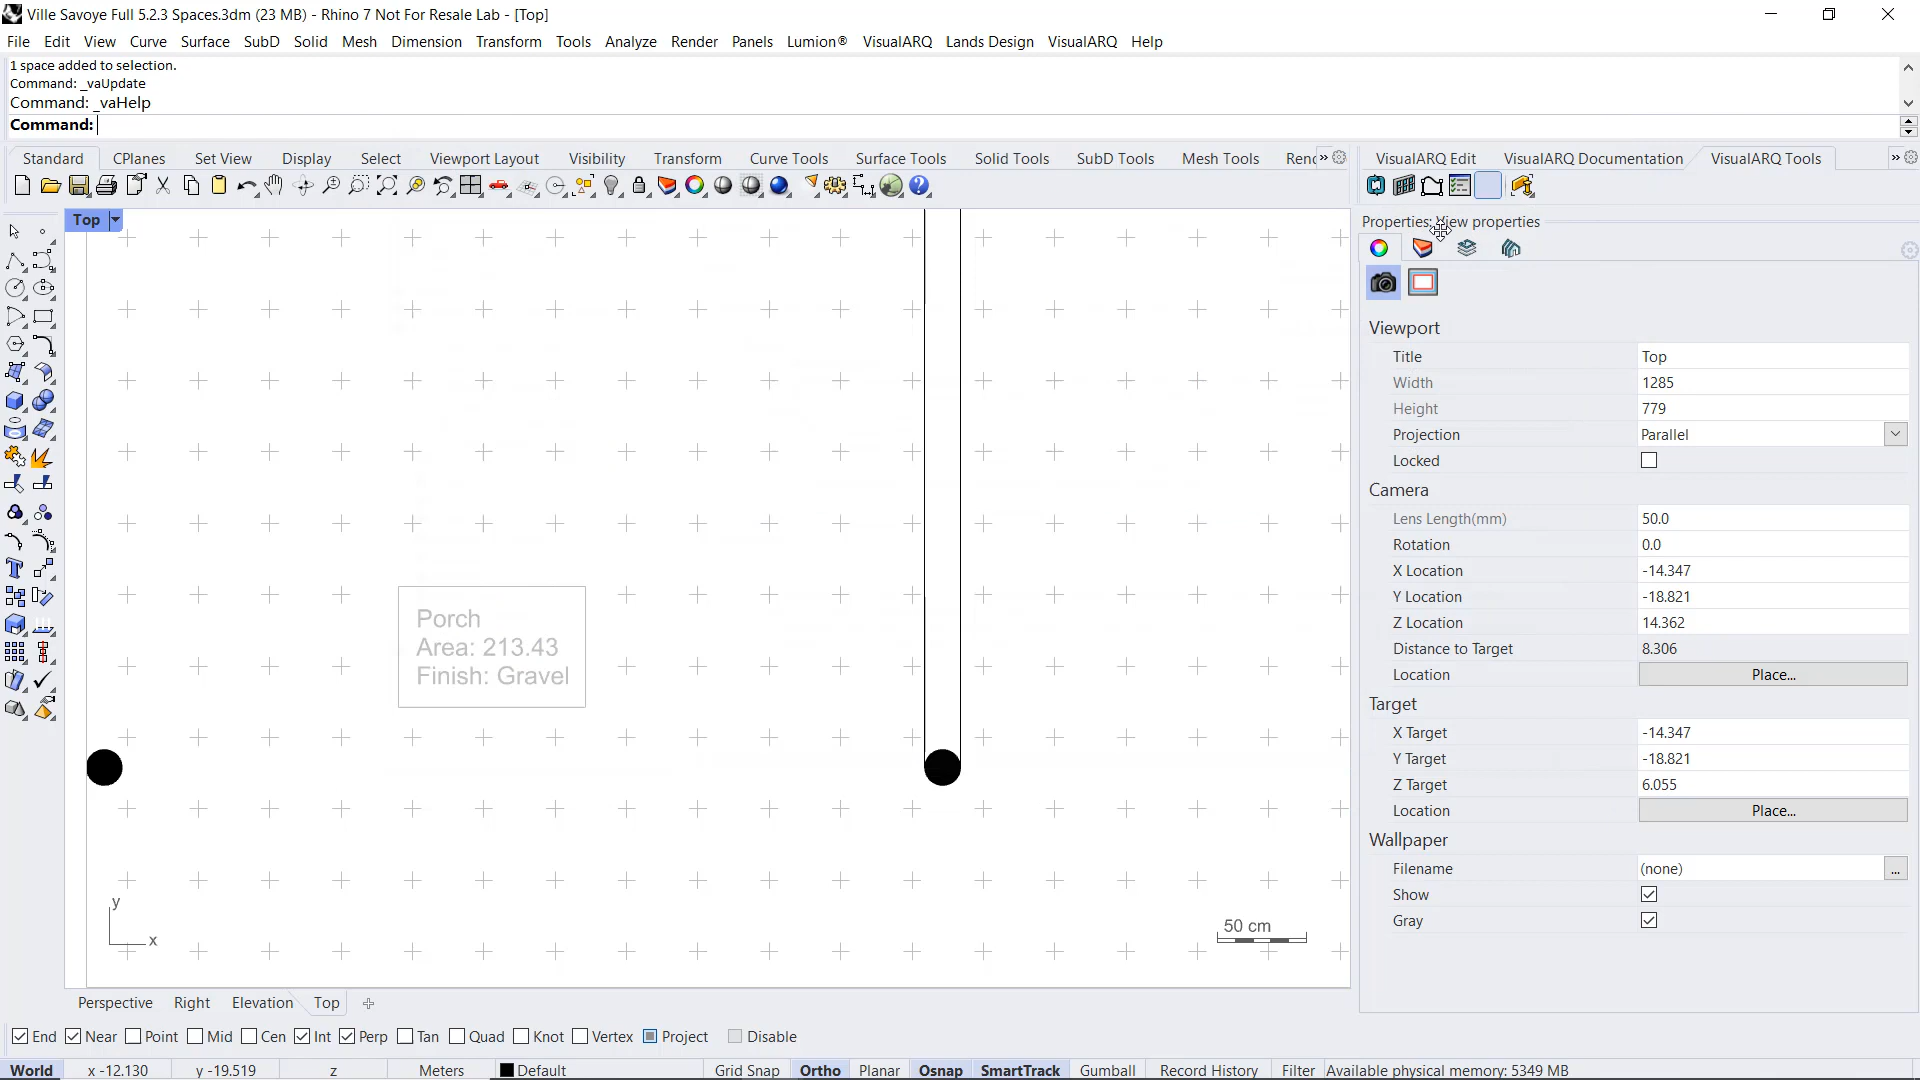 Ville Savoye Full 5.2.3 Spaces.3dm (23 MB) - Rhino 7 Not For Resale Lab - [Top]
File Edit View Curve Surface SubD Solid Mesh Dimension Transform Tools Analyze Render Panels Lumion® VisualARQ Lands Design VisualARQ Help
1 space added to selection.
Command: _vaUpdate
Command: _vaHelp
Command:
Standard CPlanes Set View Display Select Viewport Layout Visibility Transform Curve Tools Surface Tools Solid Tools SubD Tools Mesh Tools Ren
VisualARQ Edit VisualARQ Documentation VisualARQ Tools
Top
Properties: View properties
Viewport
Title Top
Width 1285
Height 779
Projection Parallel
Locked
Camera
Lens Length(mm) 50.0
Rotation 0.0
X Location -14.347
Y Location -18.821
Z Location 14.362
Distance to Target 8.306
Location Place...
Target
X Target -14.347
Y Target -18.821
Z Target 6.055
Location Place...
Wallpaper
Filename (none) ...
Show
Gray
Porch
Area: 213.43
Finish: Gravel
y
x
50 cm
Perspective Right Elevation Top
End Near Point Mid Cen Int Perp Tan Quad Knot Vertex Project Disable
World x -12.130 y -19.519 z Meters Default Grid Snap Ortho Planar Osnap SmartTrack Gumball Record History Filter Available physical memory: 5349 MB